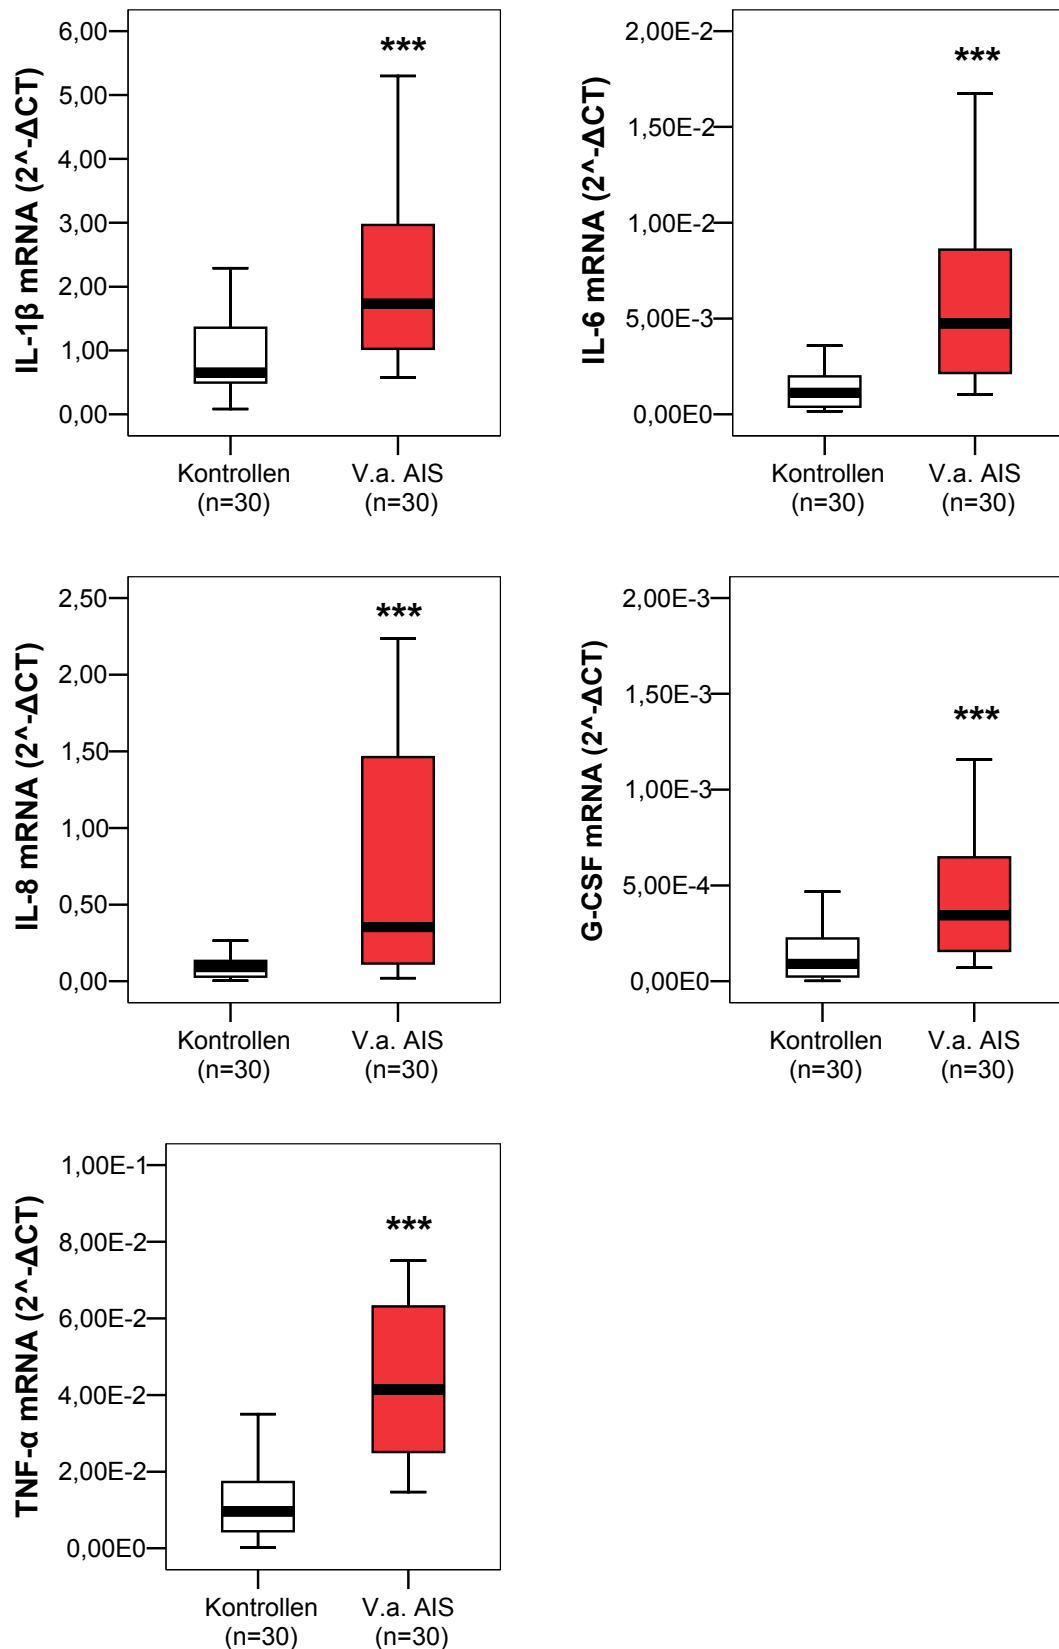 IL-1β mRNA (2^-ΔCT)
6,00
5,00
4,00
3,00
2,00
1,00
0,00
***
Kontrollen
(n=30)
V.a. AIS
(n=30)
IL-6 mRNA (2^-ΔCT)
2,00E-2
1,50E-2
1,00E-2
5,00E-3
0,00E0
***
Kontrollen
(n=30)
V.a. AIS
(n=30)
IL-8 mRNA (2^-ΔCT)
2,50
2,00
1,50
1,00
0,50
0,00
***
Kontrollen
(n=30)
V.a. AIS
(n=30)
G-CSF mRNA (2^-ΔCT)
2,00E-3
1,50E-3
1,00E-3
5,00E-4
0,00E0
***
Kontrollen
(n=30)
V.a. AIS
(n=30)
TNF-α mRNA (2^-ΔCT)
1,00E-1
8,00E-2
6,00E-2
4,00E-2
2,00E-2
0,00E0
***
Kontrollen
(n=30)
V.a. AIS
(n=30)